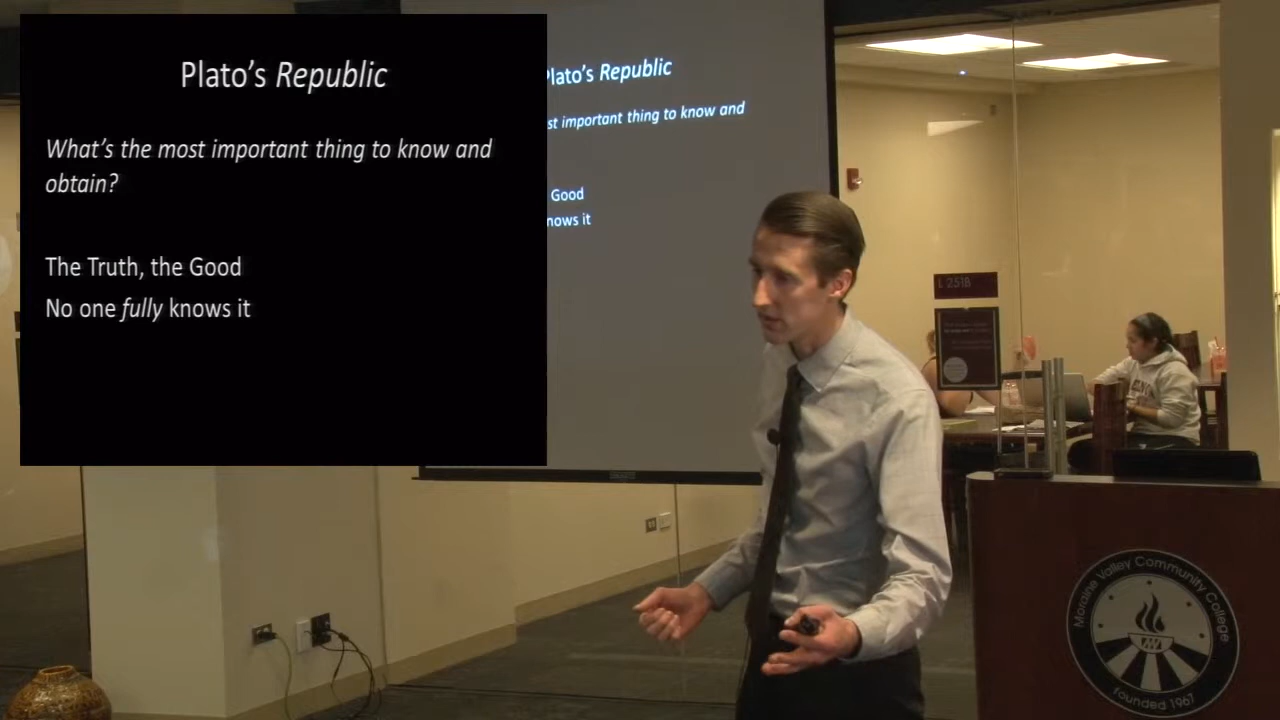 Plato's Republic
What's the most important thing to know and
obtain?
The Truth, the Good
No one fully knows it
Plato's Republic
st important thing to know and
Good
nows it
L 251B
Moraine Valley Community College
founded 1967